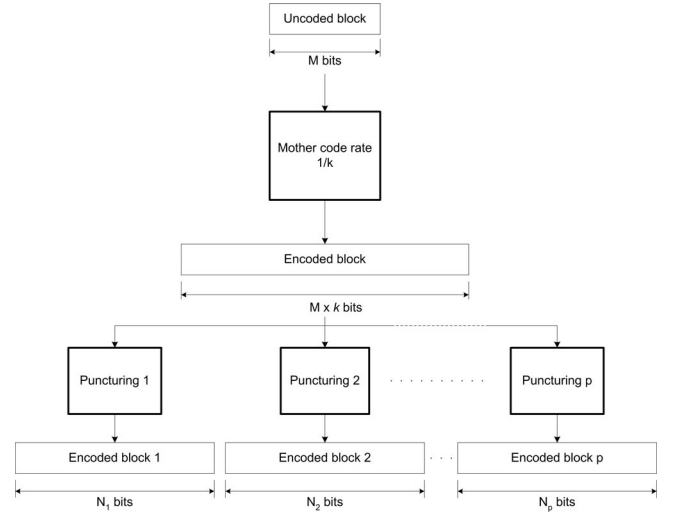 Uncoded block
M bits
Mother code rate
1/k
Encoded block
M x k bits
Puncturing 1
Puncturing 2
. . . . . . . . . .
Puncturing p
Encoded block 1
Encoded block 2
. . .
Encoded block p
N₁ bits
N₂ bits
Nₚ bits